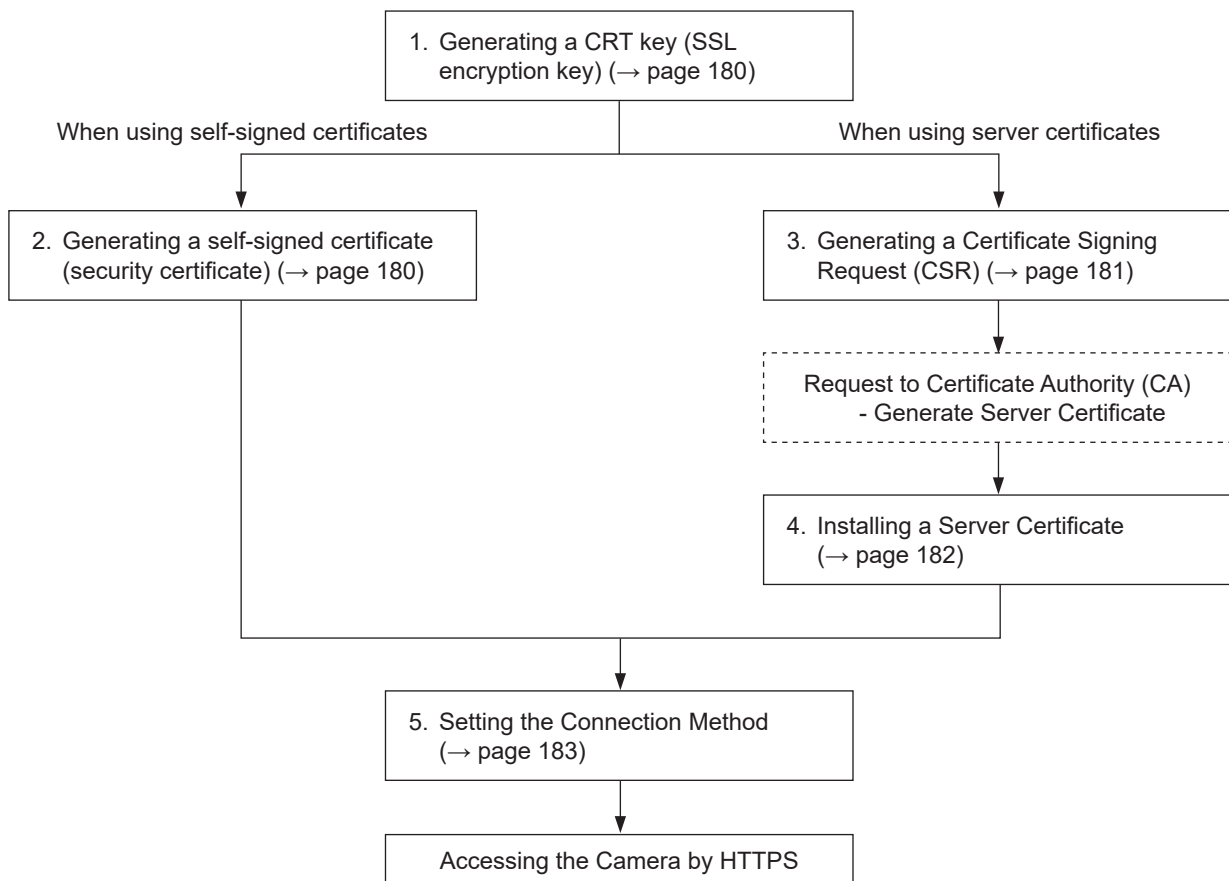 1. Generating a CRT key (SSL
encryption key) (→ page 180)
When using self-signed certificates
When using server certificates
2. Generating a self-signed certificate
(security certificate) (→ page 180)
3. Generating a Certificate Signing
Request (CSR) (→ page 181)
Request to Certificate Authority (CA)
- Generate Server Certificate
4. Installing a Server Certificate
(→ page 182)
5. Setting the Connection Method
(→ page 183)
Accessing the Camera by HTTPS